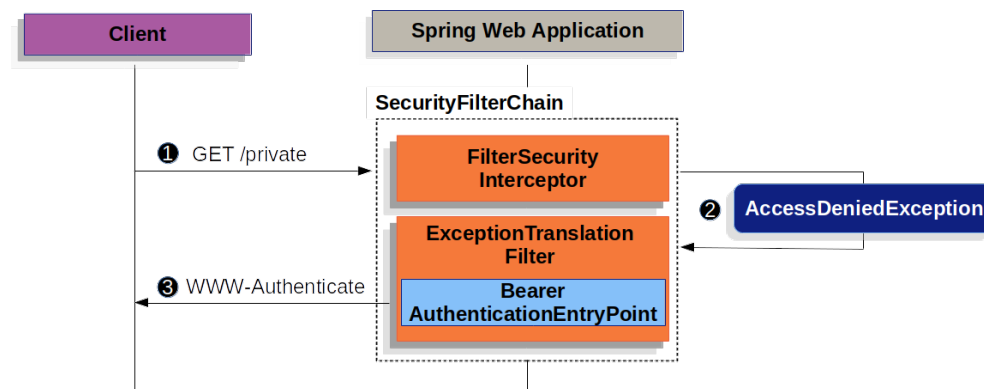 Client
Spring Web Application
SecurityFilterChain
1 GET /private
FilterSecurity
Interceptor
2 AccessDeniedException
ExceptionTranslation
Filter
3 WWW-Authenticate
Bearer
AuthenticationEntryPoint